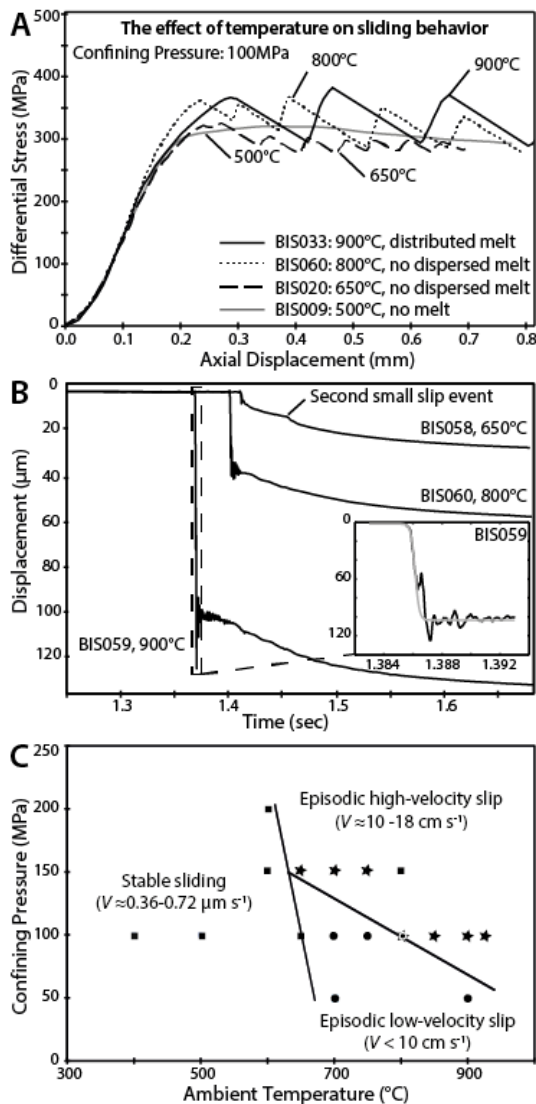 A
The effect of temperature on sliding behavior
Confining Pressure: 100MPa
Differential Stress (MPa)
500
400
300
200
100
0
800°C
900°C
500°C
650°C
BIS033: 900°C, distributed melt
BIS060: 800°C, no dispersed melt
BIS020: 650°C, no dispersed melt
BIS009: 500°C, no melt
0.0 0.1 0.2 0.3 0.4 0.5 0.6 0.7 0.8
Axial Displacement (mm)
B
Displacement (µm)
0
20
40
60
80
100
120
Second small slip event
BIS058, 650°C
BIS060, 800°C
BIS059, 900°C
BIS059
0
60
120
1.384 1.388 1.392
1.3 1.4 1.5 1.6
Time (sec)
C
Confining Pressure (MPa)
250
200
150
100
50
0
Episodic high-velocity slip
(V ≈10 -18 cm s⁻¹)
Stable sliding
(V ≈0.36-0.72 µm s⁻¹)
Episodic low-velocity slip
(V < 10 cm s⁻¹)
300 500 700 900
Ambient Temperature (°C)